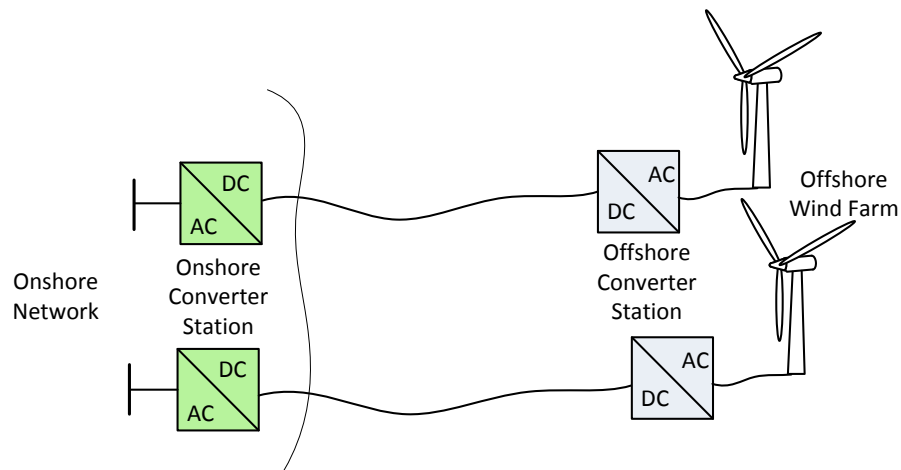 DC
AC
AC
DC
Offshore
Wind Farm
Onshore
Network
Onshore
Converter
Station
Offshore
Converter
Station
DC
AC
AC
DC